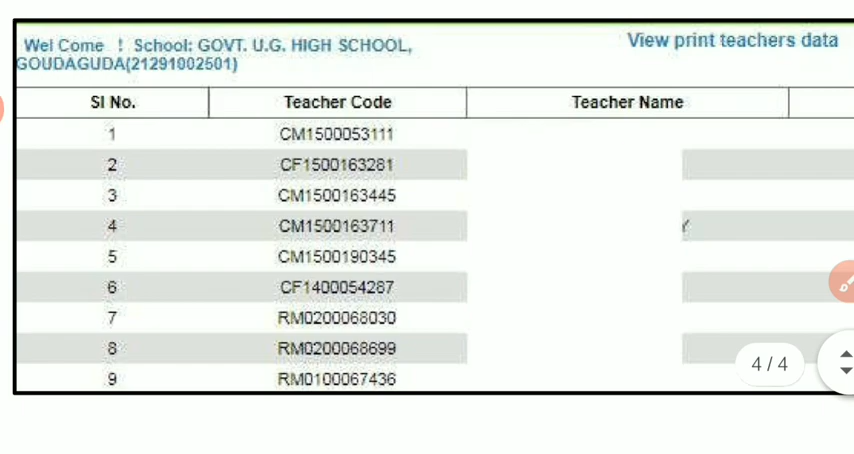 Wel Come ! School: GOVT. U.G. HIGH SCHOOL,
GOUDAGUDA(21291002501)
View print teachers data
Sl No. Teacher Code Teacher Name
1 CM1500053111
2 CF1500163281
3 CM1500163445
4 CM1500163711
5 CM1500190345
6 CF1400054287
7 RM0200068030
8 RM0200068699
9 RM0100067436
4 / 4